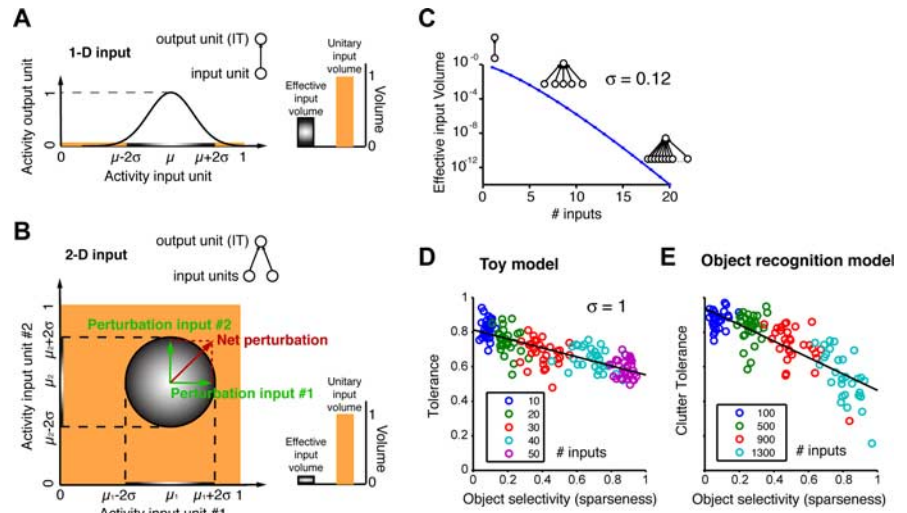 A
1-D input
output unit (IT)
input unit
Activity output unit
1
0
0
μ-2σ
μ
μ+2σ
1
Activity input unit
Effective
input
volume
Unitary
input
volume
1
0
Volume
B
2-D input
output unit (IT)
input units
Activity input unit #2
1
μ₂+2σ
μ₂
μ₂-2σ
0
Perturbation input #2
Net perturbation
Perturbation input #1
0
μ₁-2σ
μ₁
μ₁+2σ
1
Activity input unit #1
Effective
input
volume
Unitary
input
volume
1
0
Volume
C
Effective input Volume
10⁻⁰
10⁻⁴
10⁻⁸
10⁻¹²
0
5
10
15
20
# inputs
σ = 0.12
D
Toy model
σ = 1
Tolerance
1
0.8
0.6
0.4
0.2
0
10
20
30
40
50
# inputs
0
0.2
0.4
0.6
0.8
1
Object selectivity (sparseness)
E
Object recognition model
Clutter Tolerance
100
500
900
1300
# inputs
0
0.2
0.4
0.6
0.8
1
Object selectivity (sparseness)